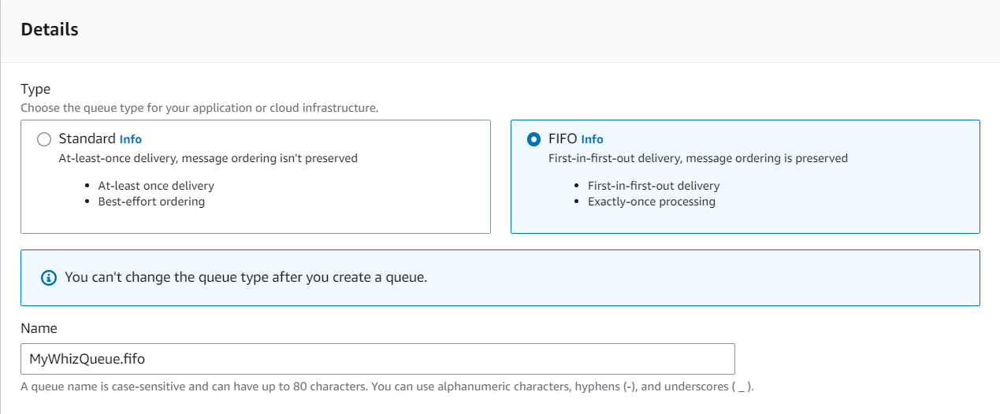 Details
Type
Choose the queue type for your application or cloud infrastructure.
Standard Info
At-least-once delivery, message ordering isn't preserved
• At-least once delivery
• Best-effort ordering
FIFO Info
First-in-first-out delivery, message ordering is preserved
• First-in-first-out delivery
• Exactly-once processing
You can't change the queue type after you create a queue.
Name
MyWhizQueue.fifo
A queue name is case-sensitive and can have up to 80 characters. You can use alphanumeric characters, hyphens (-), and underscores ( _ ).